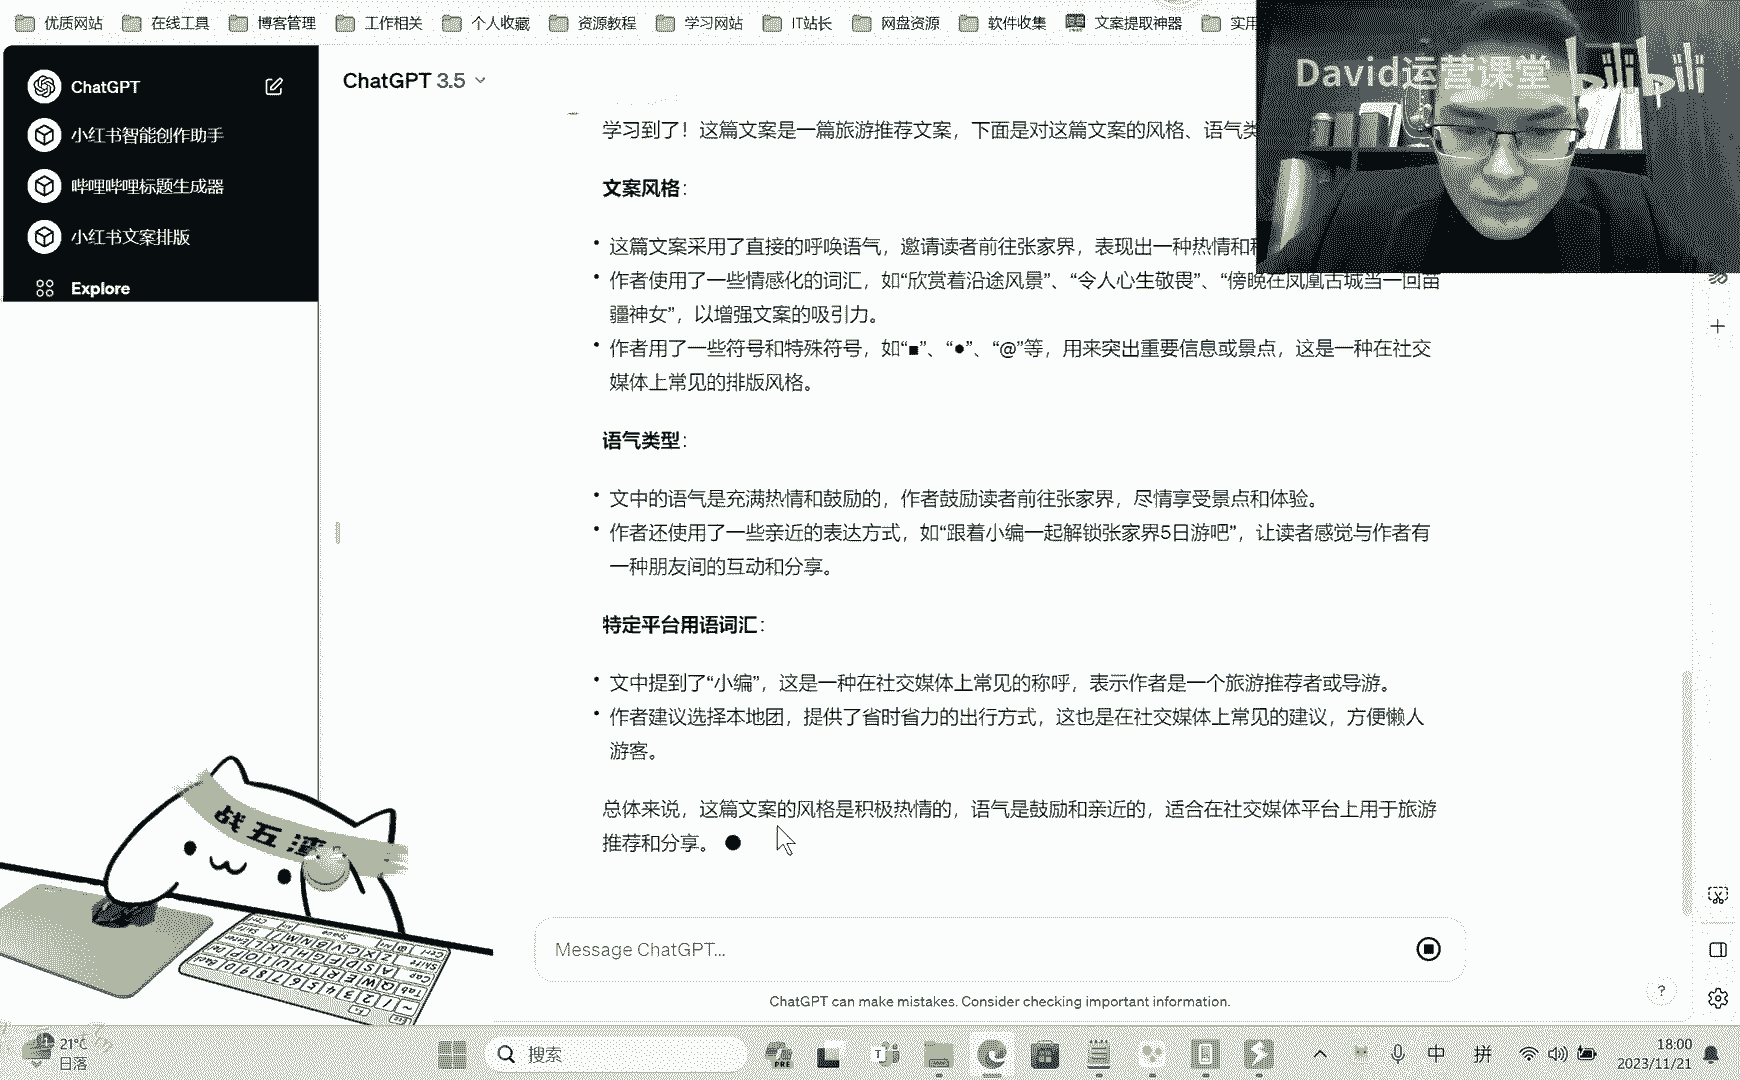 优质网站
在线工具
博客管理
工作相关
个人收藏
资源教程
学习网站
IT站长
网盘资源
软件收集
文案提取神器
实用
David运营课堂 bilibili
ChatGPT
小红书智能创作助手
哔哩哔哩标题生成器
小红书文案排版
Explore
ChatGPT 3.5
学习到了！这篇文案是一篇旅游推荐文案，下面是对这篇文案的风格、语气类
文案风格：
• 这篇文案采用了直接的呼唤语气，邀请读者前往张家界，表现出一种热情和
• 作者使用了一些情感化的词汇，如“欣赏着沿途风景”、“令人心生敬畏”、“傍晚在凤凰古城当一回苗
疆神女”，以增强文案的吸引力。
• 作者用了一些符号和特殊符号，如“■”、“●”、“@”等，用来突出重要信息或景点，这是一种在社交
媒体上常见的排版风格。
语气类型：
• 文中的语气是充满热情和鼓励的，作者鼓励读者前往张家界，尽情享受景点和体验。
• 作者还使用了一些亲近的表达方式，如“跟着小编一起解锁张家界5日游吧”，让读者感觉与作者有
一种朋友间的互动和分享。
特定平台用语词汇：
• 文中提到了“小编”，这是一种在社交媒体上常见的称呼，表示作者是一个旅游推荐者或导游。
• 作者建议选择本地团，提供了省时省力的出行方式，这也是在社交媒体上常见的建议，方便懒人
游客。
总体来说，这篇文案的风格是积极热情的，语气是鼓励和亲近的，适合在社交媒体平台上用于旅游
推荐和分享。
战五渣
Message ChatGPT...
ChatGPT can make mistakes. Consider checking important information.
?
21°C
日落
搜索
PRE
中
拼
18:00
2023/11/21